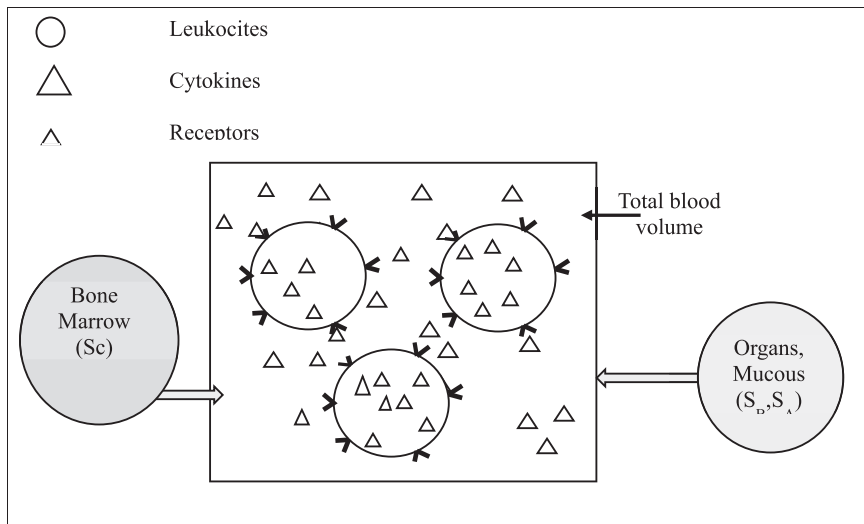 Leukocites
Cytokines
Receptors
Total blood
volume
Bone
Marrow
(Sc)
Organs,
Mucous
(S_B,S_A)